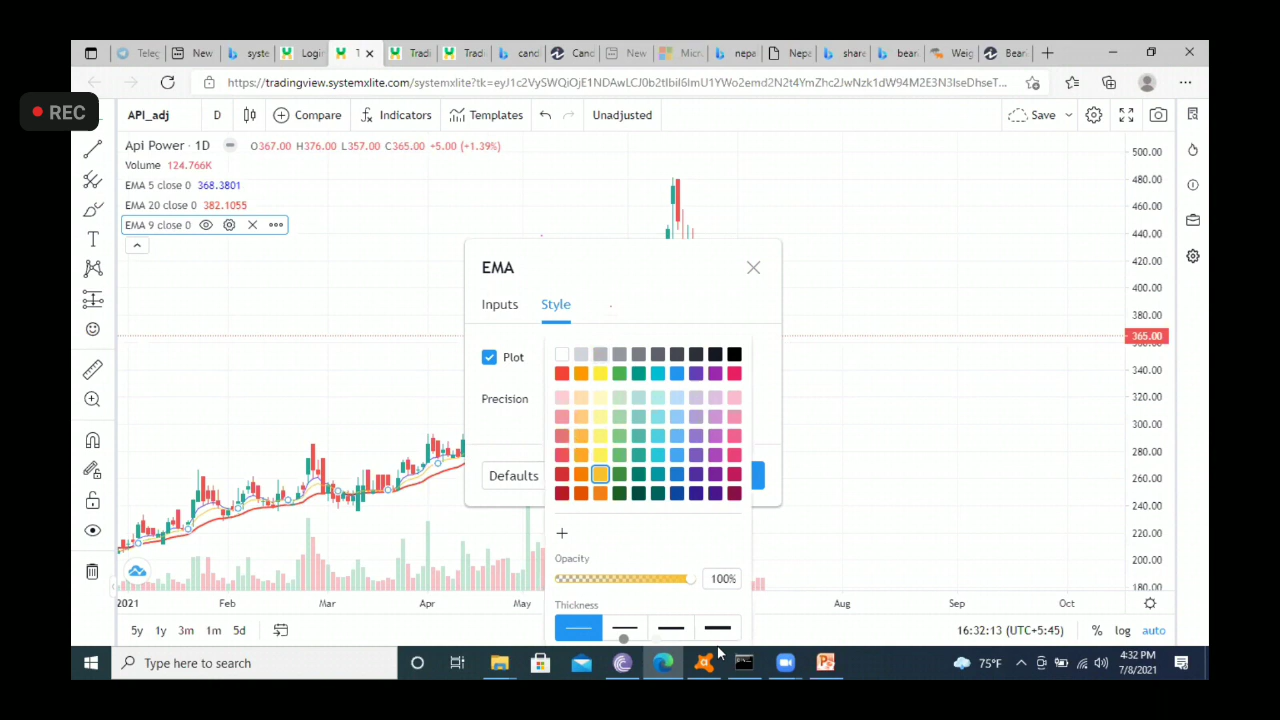 Teleg New syste Login T Tradi Tradi cand Canc New Micr nepa Nepa share bear Weig Bear
https://tradingview.systemxlite.com/systemxlite?tk=
REC
API_adj D Compare Indicators Templates Unadjusted Save
Api Power · 1D O367.00 H376.00 L357.00 C365.00 +5.00 (+1.39%)
Volume 124.766K
EMA 5 close 0 368.3801
EMA 20 close 0 382.1055
EMA 9 close 0
500.00
480.00
460.00
440.00
420.00
400.00
380.00
365.00
340.00
320.00
300.00
280.00
260.00
240.00
220.00
200.00
180.00
EMA
Inputs Style
Plot
Precision
Defaults
Opacity
100%
Thickness
2021 Feb Mar Apr May Aug Sep Oct
5y 1y 3m 1m 5d 16:32:13 (UTC+5:45) % log auto
Type here to search 75°F 4:32 PM
7/8/2021